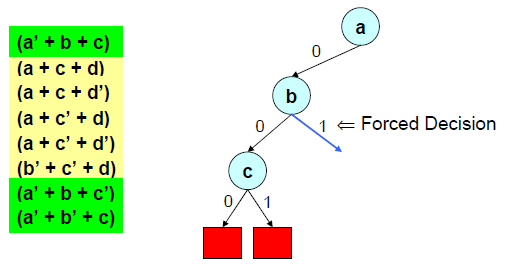 (a’ + b + c)
(a + c + d)
(a + c + d’)
(a + c’ + d)
(a + c’ + d’)
(b’ + c’ + d)
(a’ + b + c’)
(a’ + b’ + c)
a
0
b
0 1 ⇐ Forced Decision
c
0 1